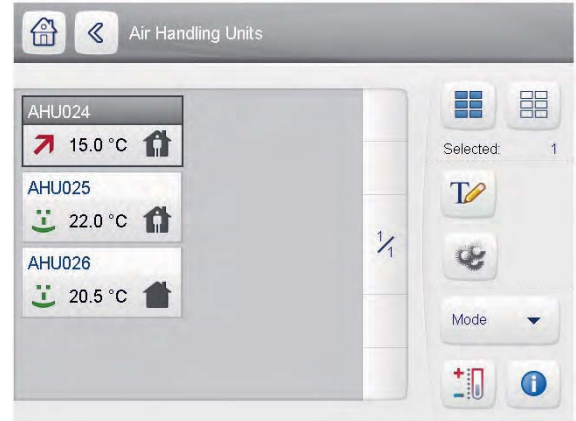 Air Handling Units
AHU024
15.0 °C
AHU025
22.0 °C
AHU026
20.5 °C
1/1
Selected: 1
T
Mode